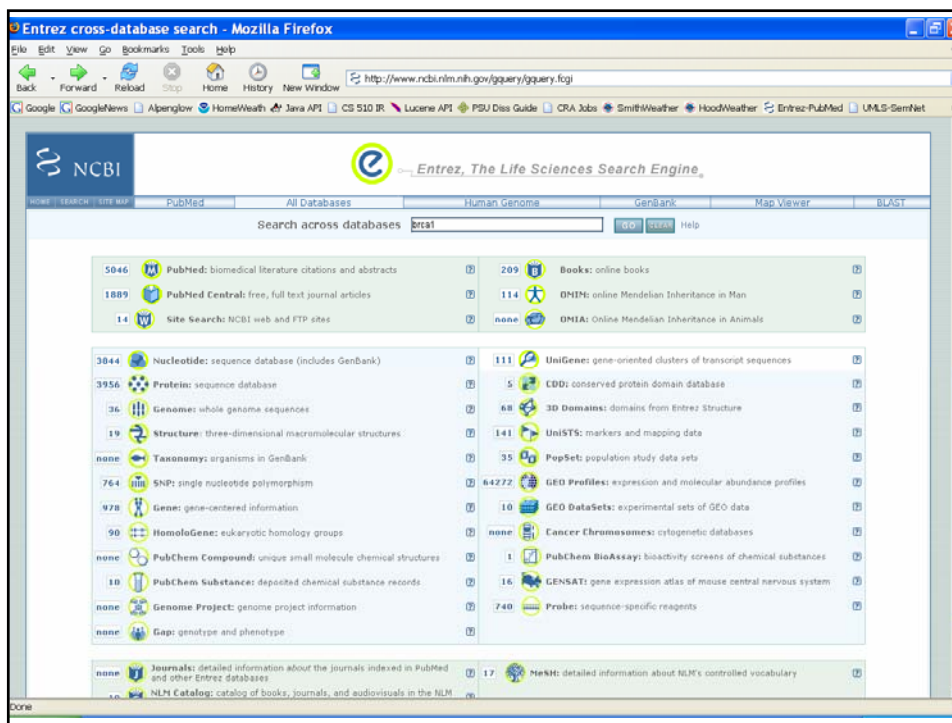 Entrez cross-database search - Mozilla Firefox
File Edit View Go Bookmarks Tools Help
Back Forward Reload Stop Home History New Window http://www.ncbi.nlm.nih.gov/gquery/gquery.fcgi
Google GoogleNews Alpenglow HomeWeath Java API CS 510 IR Lucene API PSU Diss Guide CRA Jobs SmithWeather HoodWeather Entrez-PubMed UMLS-SemNet
NCBI
Entrez, The Life Sciences Search Engine
HOME SEARCH SITE MAP PubMed All Databases Human Genome GenBank Map Viewer BLAST
Search across databases brca1 GO CLEAR Help
5046 PubMed: biomedical literature citations and abstracts
1889 PubMed Central: free, full text journal articles
14 Site Search: NCBI web and FTP sites
209 Books: online books
114 OMIM: online Mendelian Inheritance in Man
none OMIA: Online Mendelian Inheritance in Animals
3844 Nucleotide: sequence database (includes GenBank)
3956 Protein: sequence database
36 Genome: whole genome sequences
19 Structure: three-dimensional macromolecular structures
none Taxonomy: organisms in GenBank
764 SNP: single nucleotide polymorphism
978 Gene: gene-centered information
90 HomoloGene: eukaryotic homology groups
none PubChem Compound: unique small molecule chemical structures
10 PubChem Substance: deposited chemical substance records
none Genome Project: genome project information
none Gap: genotype and phenotype
111 UniGene: gene-oriented clusters of transcript sequences
5 CDD: conserved protein domain database
68 3D Domains: domains from Entrez Structure
141 UniSTS: markers and mapping data
35 PopSet: population study data sets
64272 GEO Profiles: expression and molecular abundance profiles
10 GEO DataSets: experimental sets of GEO data
none Cancer Chromosomes: cytogenetic databases
1 PubChem BioAssay: bioactivity screens of chemical substances
16 GENSAT: gene expression atlas of mouse central nervous system
740 Probe: sequence-specific reagents
none Journals: detailed information about the journals indexed in PubMed
and other Entrez databases
NLM Catalog: catalog of books, journals, and audiovisuals in the NLM
17 MeSH: detailed information about NLM's controlled vocabulary
Done